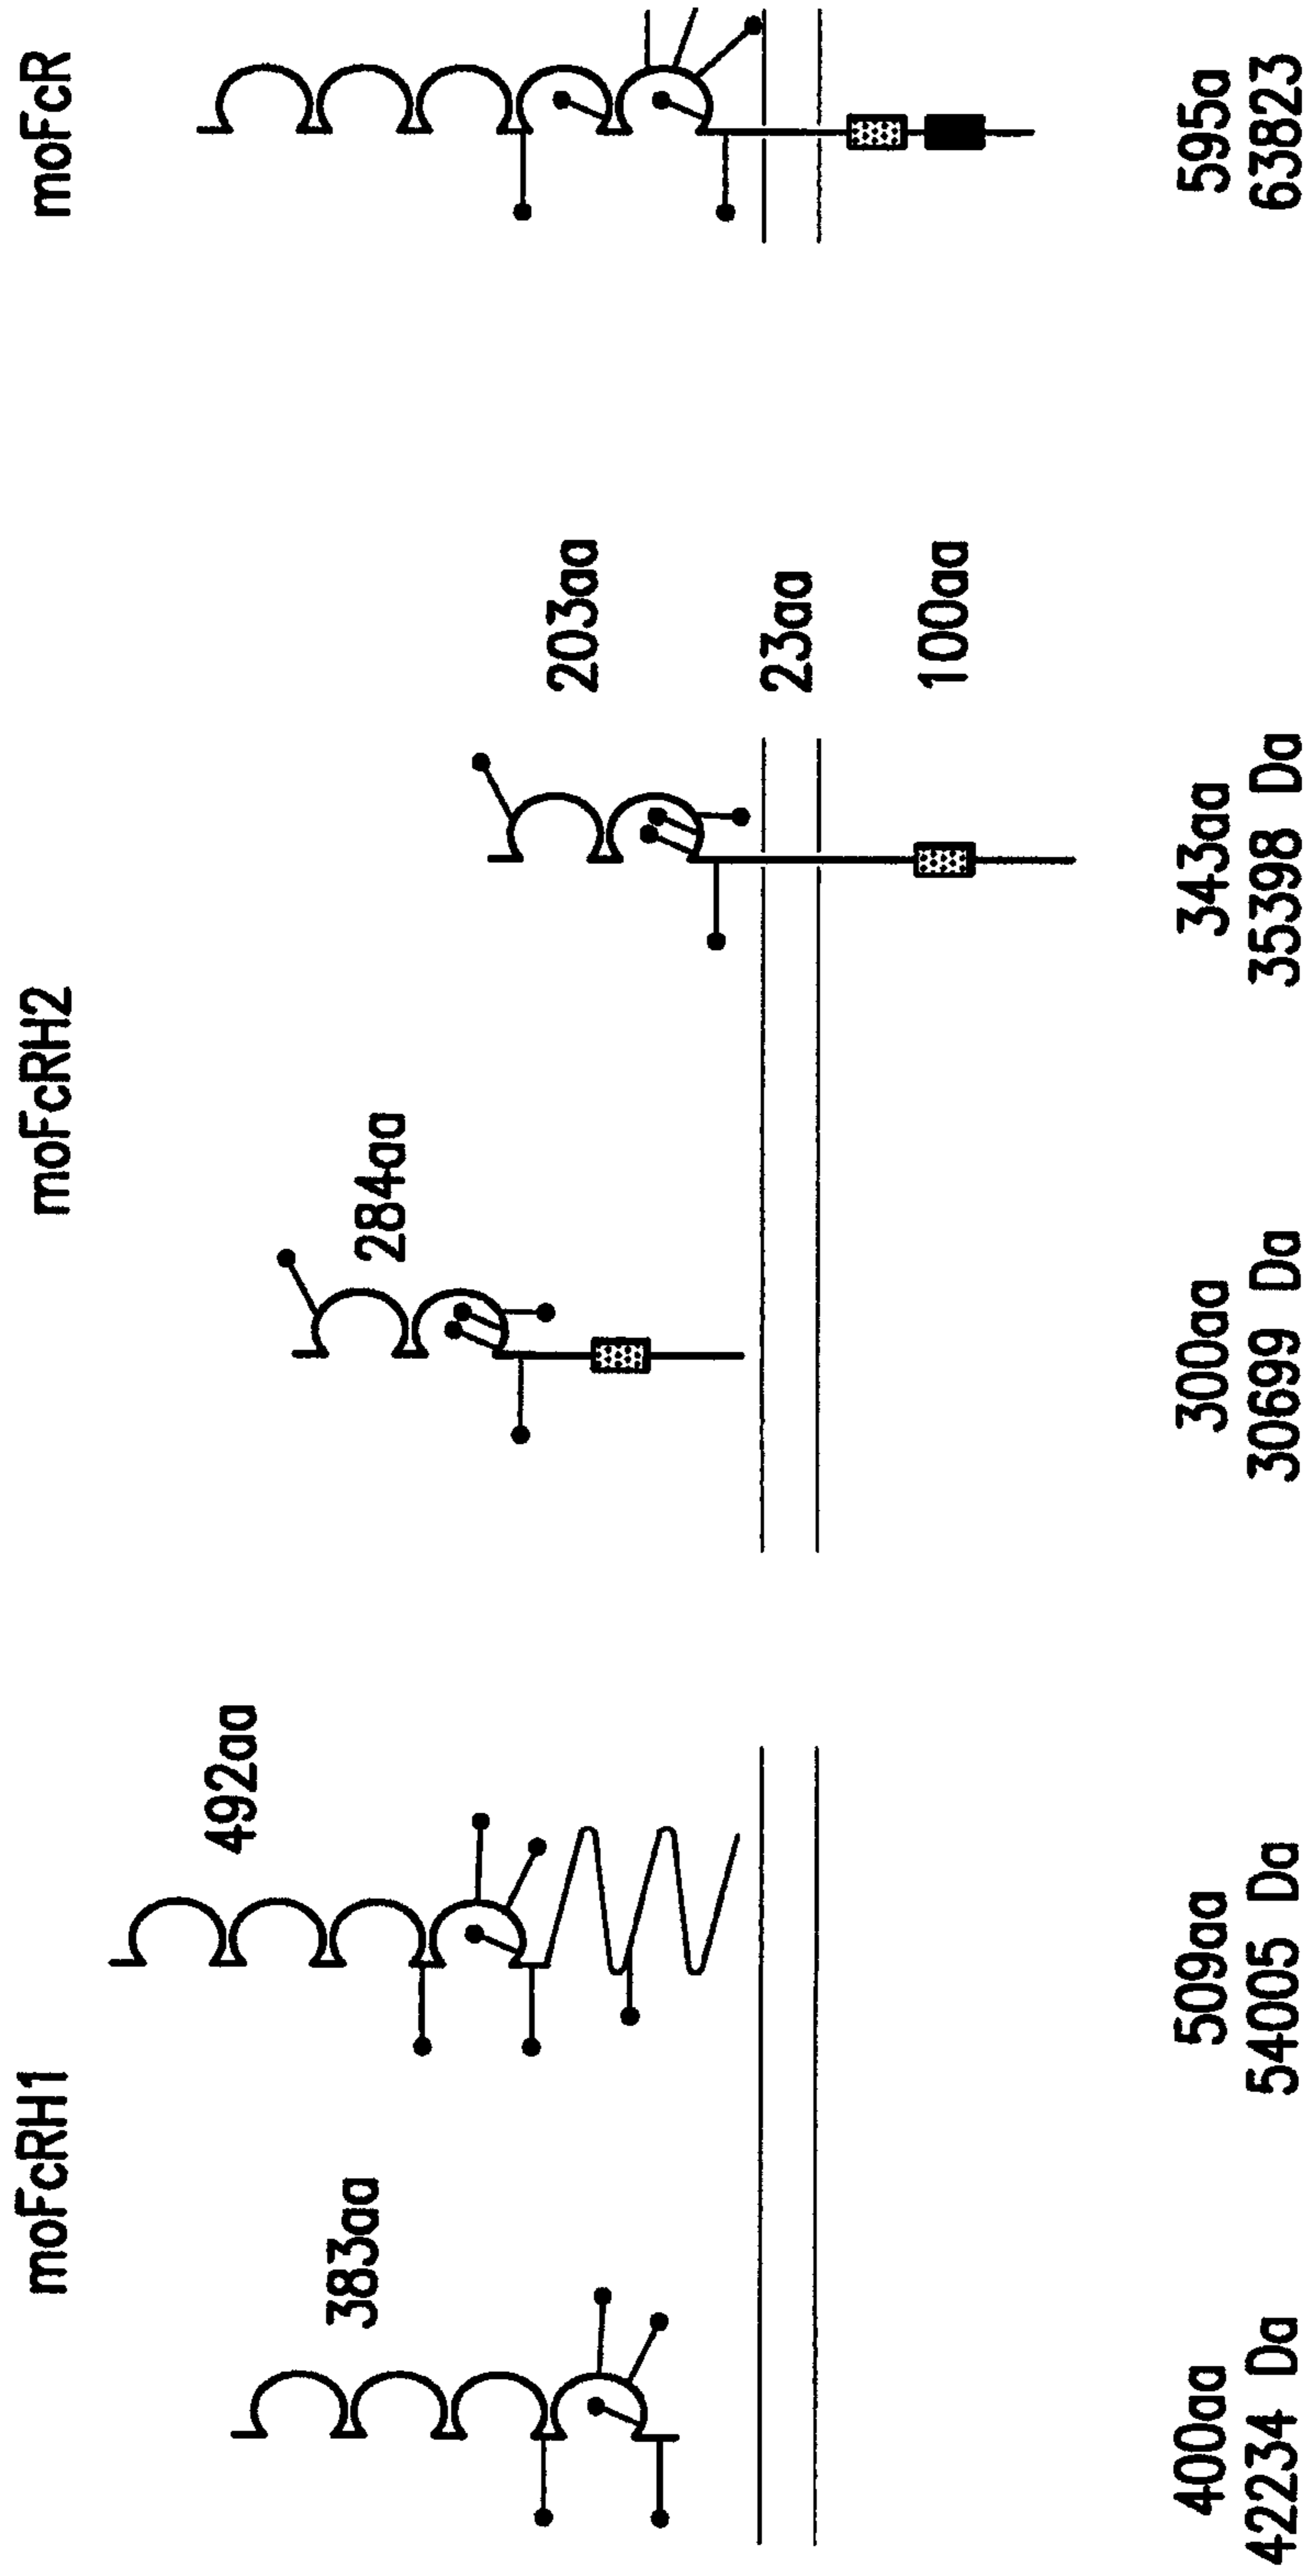 moFcRH1
moFcRH2
moFcR
383aa
492aa
284aa
203aa
23aa
100aa
400aa
42234 Da
509aa
54005 Da
300aa
30699 Da
343aa
35398 Da
595a
63823